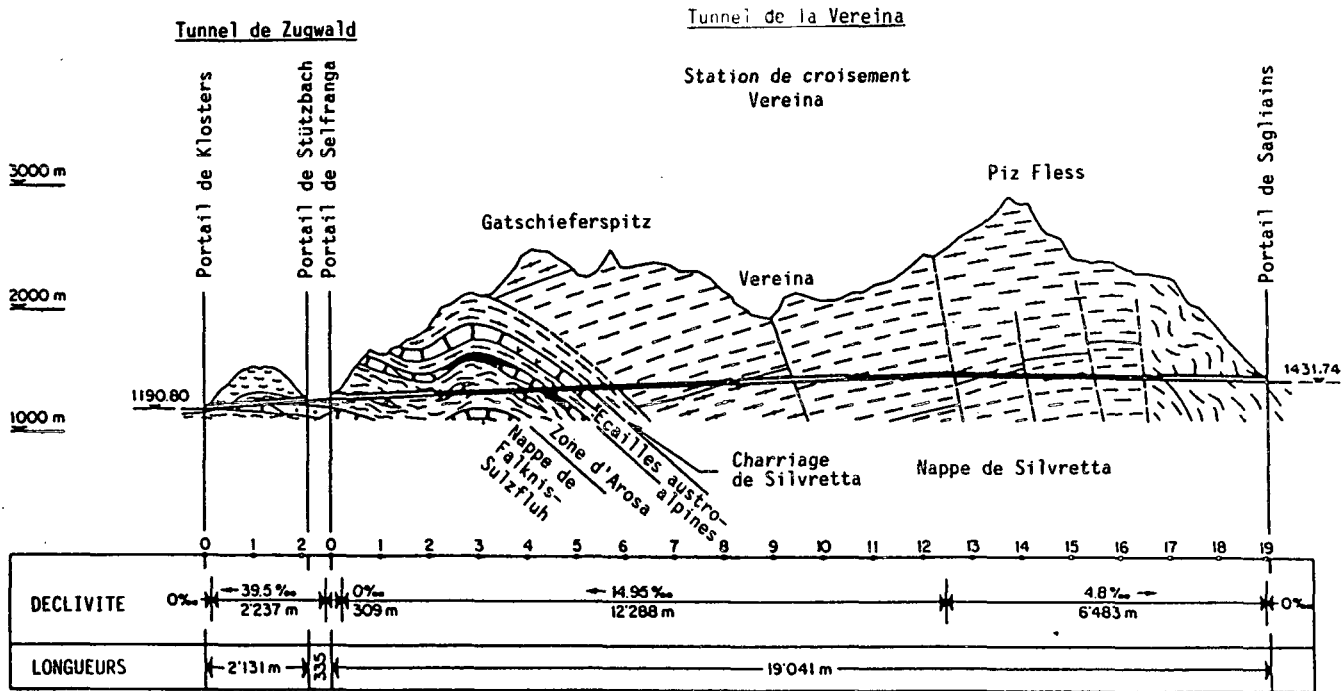 Tunnel de Zugwald
Tunnel de la Vereina
Station de croisement
Vereina
Portail de Klosters
Portail de Stützbach
Portail de Selfranga
Portail de Sagliains
3000 m
2000 m
1000 m
1190.80
1431.74
Gatschieferspitz
Vereina
Piz Fless
Nappe de
Falknis-
Sulzfluh
Zone d'Arosa
Ecailles austro-
alpines
Charriage
de Silvretta
Nappe de Silvretta
0 1 2 0 1 2 3 4 5 6 7 8 9 10 11 12 13 14 15 16 17 18 19
DECLIVITE
0‰
39.5‰
2'237 m
0‰
309 m
14.95‰
12'288 m
4.8‰
6'483 m
0‰
LONGUEURS
2'131 m
335
19'041 m